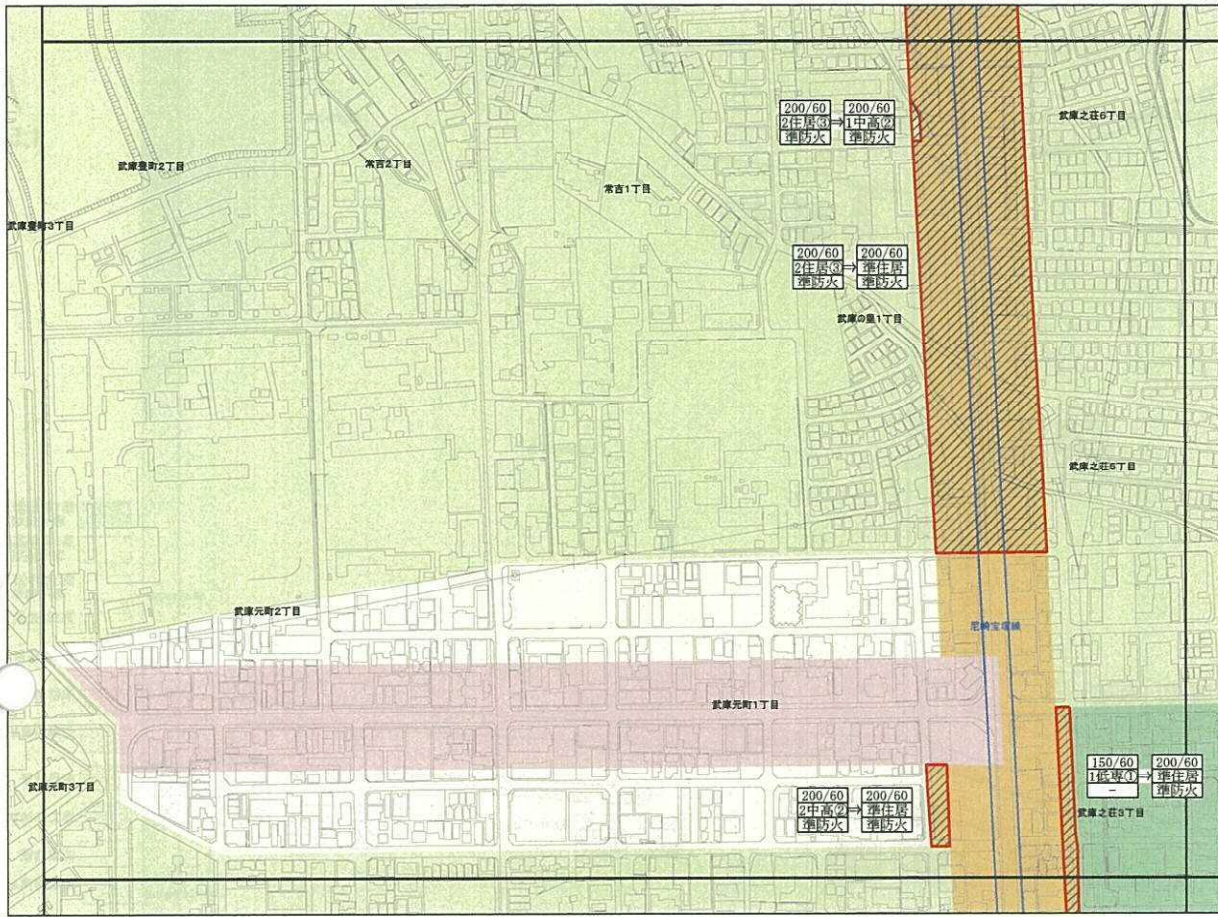 200/60
2住居③
準防火
⇒
200/60
1中高②
準防火
武庫之荘6丁目
武庫豊町2丁目
常吉2丁目
常吉1丁目
武庫豊町3丁目
200/60
2住居③
準防火
⇒
200/60
準住居
準防火
武庫の里1丁目
武庫之荘6丁目
武庫元町2丁目
尼崎宝塚線
武庫元町1丁目
150/60
1低専①
-
⇒
200/60
準住居
準防火
武庫元町3丁目
200/60
2中高②
準防火
⇒
200/60
準住居
準防火
武庫之荘3丁目